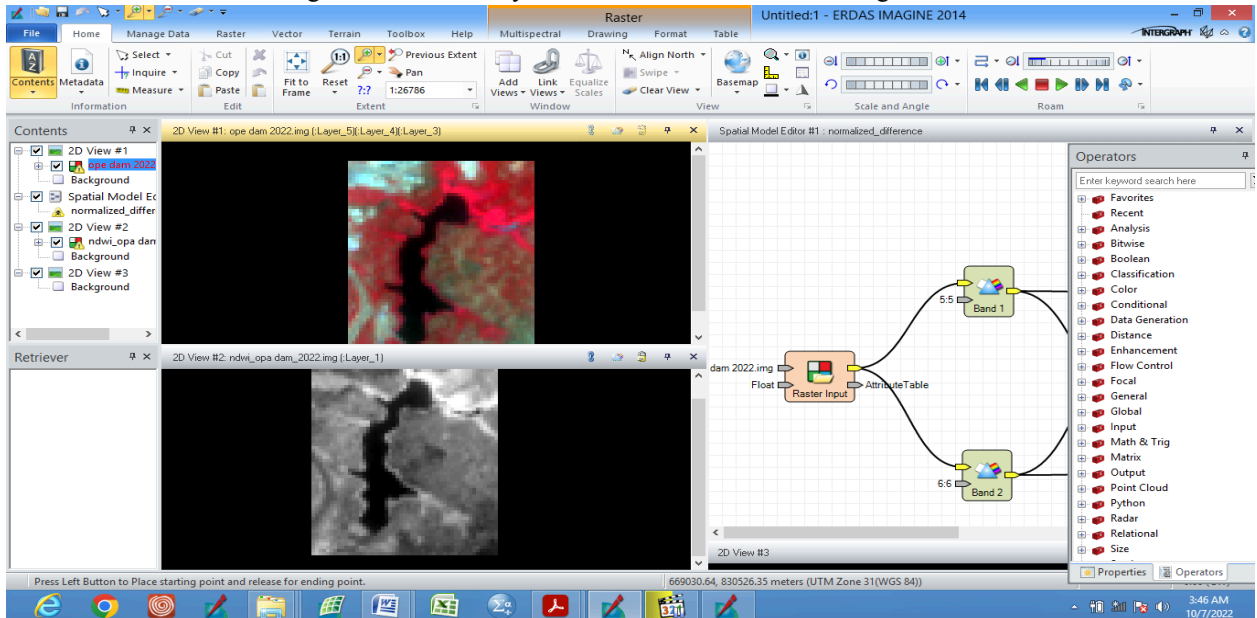 Raster
Untitled:1 - ERDAS IMAGINE 2014
File Home Manage Data Raster Vector Terrain Toolbox Help Multispectral Drawing Format Table
INTERGRAPH
Contents Metadata
Select
Inquire
Measure
Information
Cut
Copy
Paste
Edit
Fit to Frame
Reset
1:1
?:?
Previous Extent
Pan
1:26786
Extent
Add Views
Link Views
Equalize Scales
Window
Align North
Swipe
Clear View
Basemap
View
Scale and Angle
Roam
Contents
2D View #1
ope dam 2022
Background
Spatial Model Ec
normalized_differ
2D View #2
ndwi_opa dam
Background
2D View #3
Background
Retriever
2D View #1: ope dam 2022.img (:Layer_5)(:Layer_4)(:Layer_3)
2D View #2: ndwi_opa dam_2022.img (:Layer_1)
Spatial Model Editor #1 : normalized_difference
5:5
Band 1
dam 2022.img
Float
Raster Input
AttributeTable
6:6
Band 2
2D View #3
Operators
Enter keyword search here
Favorites
Recent
Analysis
Bitwise
Boolean
Classification
Color
Conditional
Data Generation
Distance
Enhancement
Flow Control
Focal
General
Global
Input
Math & Trig
Matrix
Output
Point Cloud
Python
Radar
Relational
Size
Properties Operators
Press Left Button to Place starting point and release for ending point.
669030.64, 830526.35 meters (UTM Zone 31(WGS 84))
3:46 AM
10/7/2022